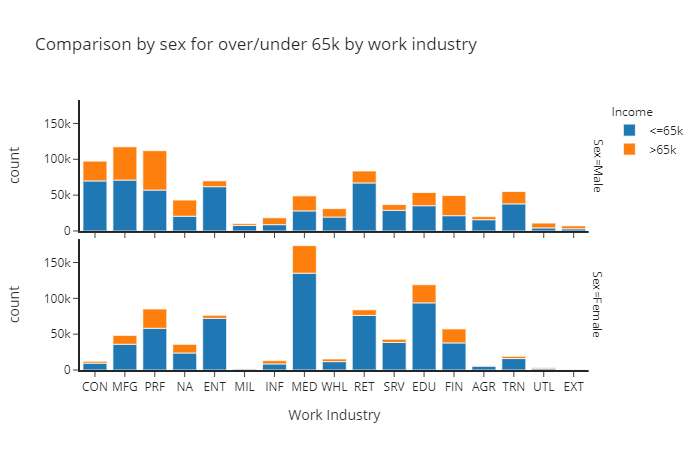 Comparison by sex for over/under 65k by work industry
Income
<=65k
>65k
150k
100k
50k
0
count
Sex=Male
150k
100k
50k
0
count
Sex=Female
CON MFG PRF NA ENT MIL INF MED WHL RET SRV EDU FIN AGR TRN UTL EXT
Work Industry